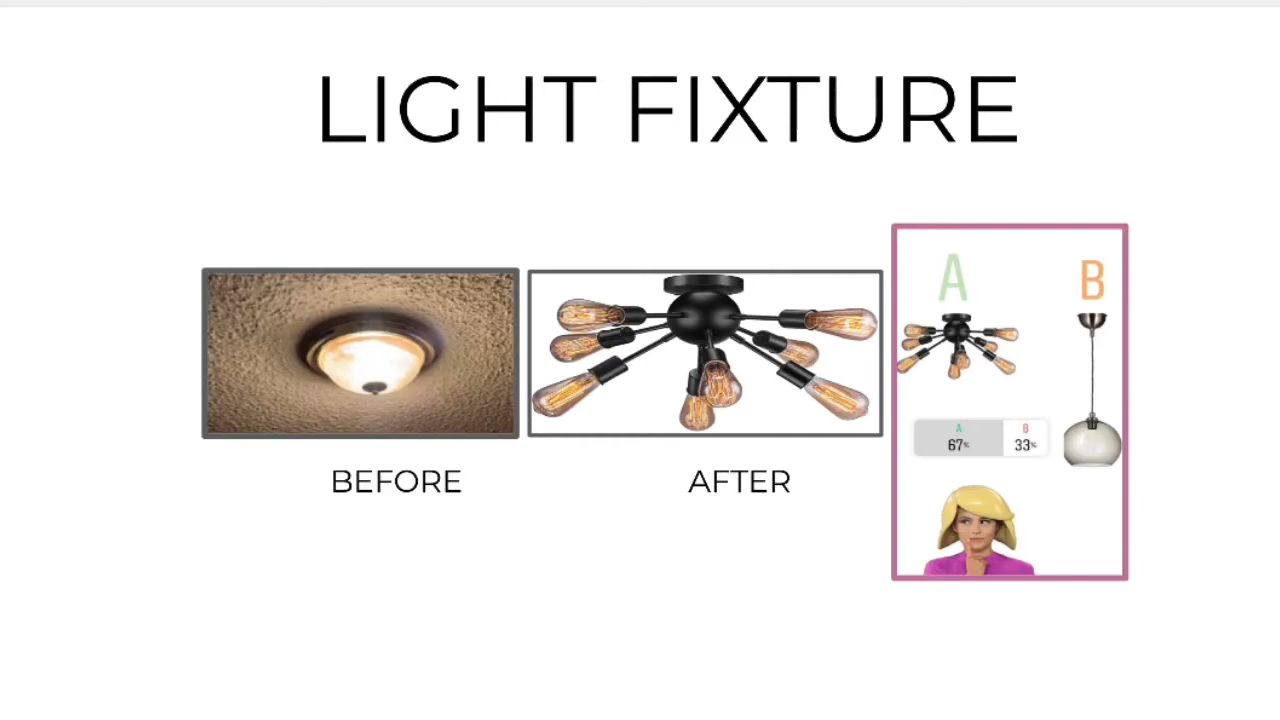 LIGHT FIXTURE
BEFORE
AFTER
A B
A B
67% 33%